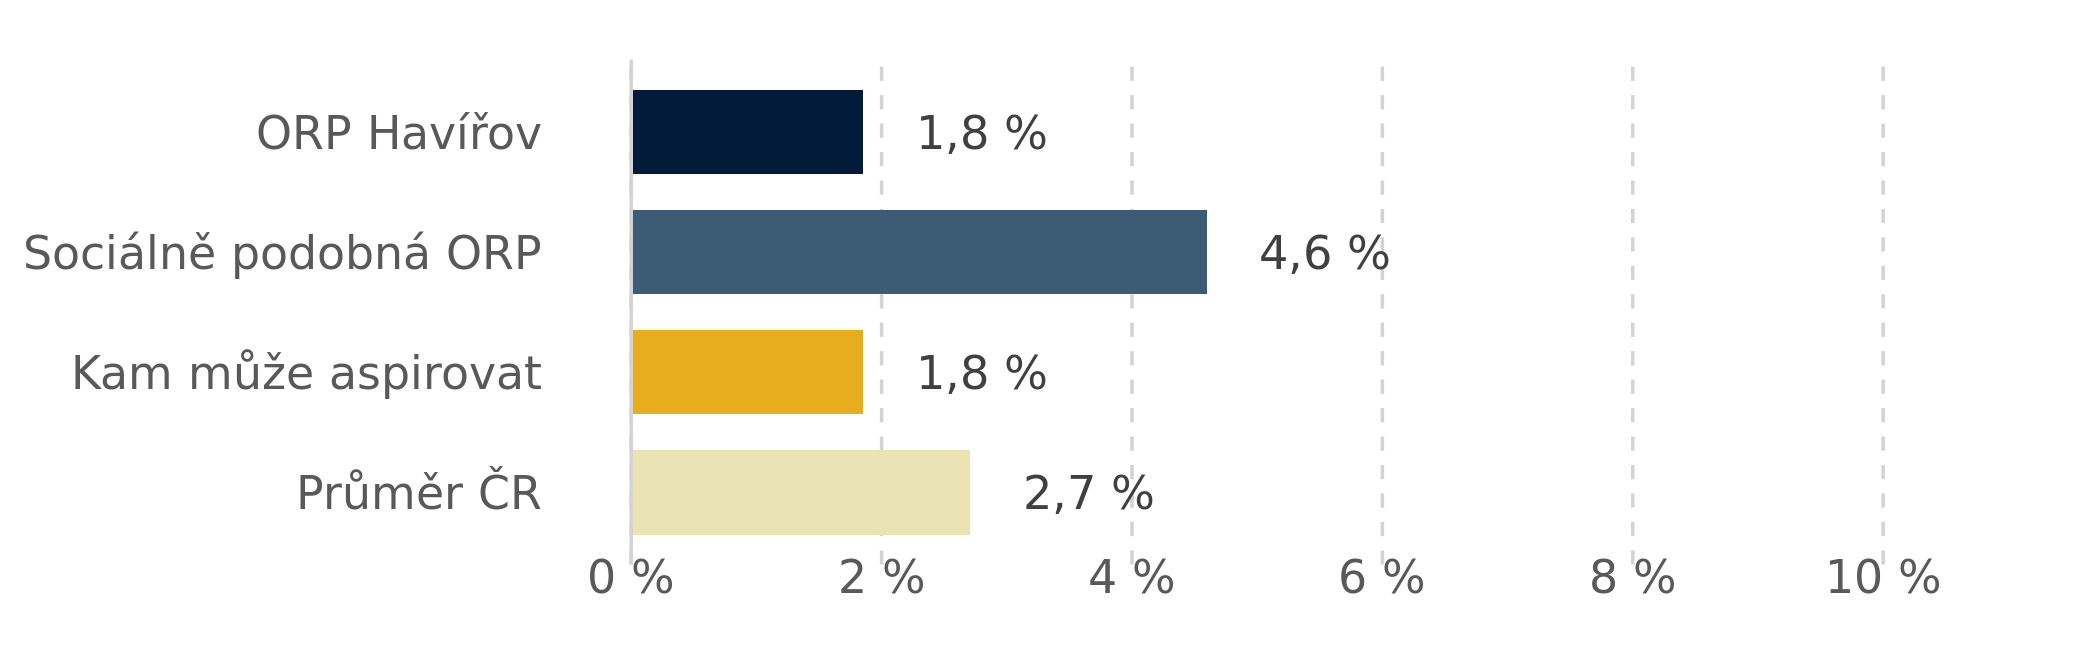 ORP Havířov
1,8 %
Sociálně podobná ORP
4,6 %
Kam může aspirovat
1,8 %
Průměr ČR
2,7 %
0 %
2 %
4 %
6 %
8 %
10 %